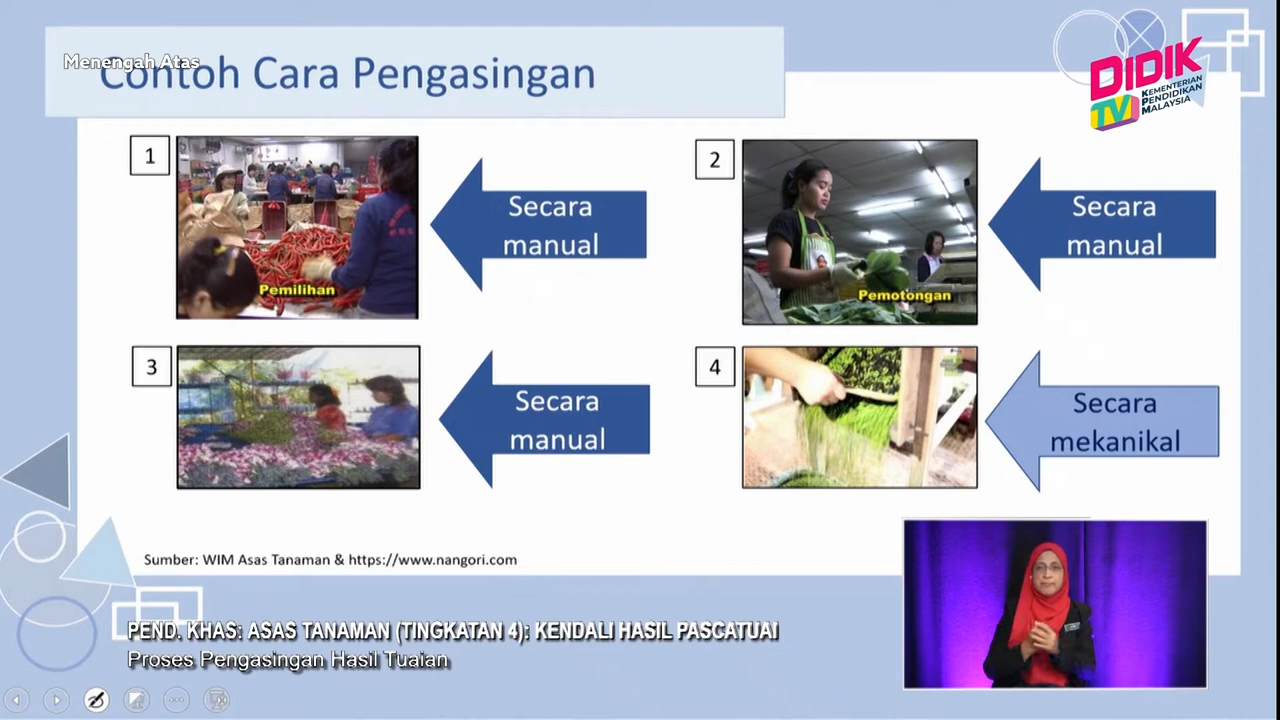 Menengah Atas
Contoh Cara Pengasingan
DIDIK
TV
KEMENTERIAN
PENDIDIKAN
MALAYSIA
1
Pemilihan
Secara
manual
2
Pemotongan
Secara
manual
3
Secara
manual
4
Secara
mekanikal
Sumber: WIM Asas Tanaman & https://www.nangori.com
PEND. KHAS: ASAS TANAMAN (TINGKATAN 4): KENDALI HASIL PASCATUAI
Proses Pengasingan Hasil Tuaian